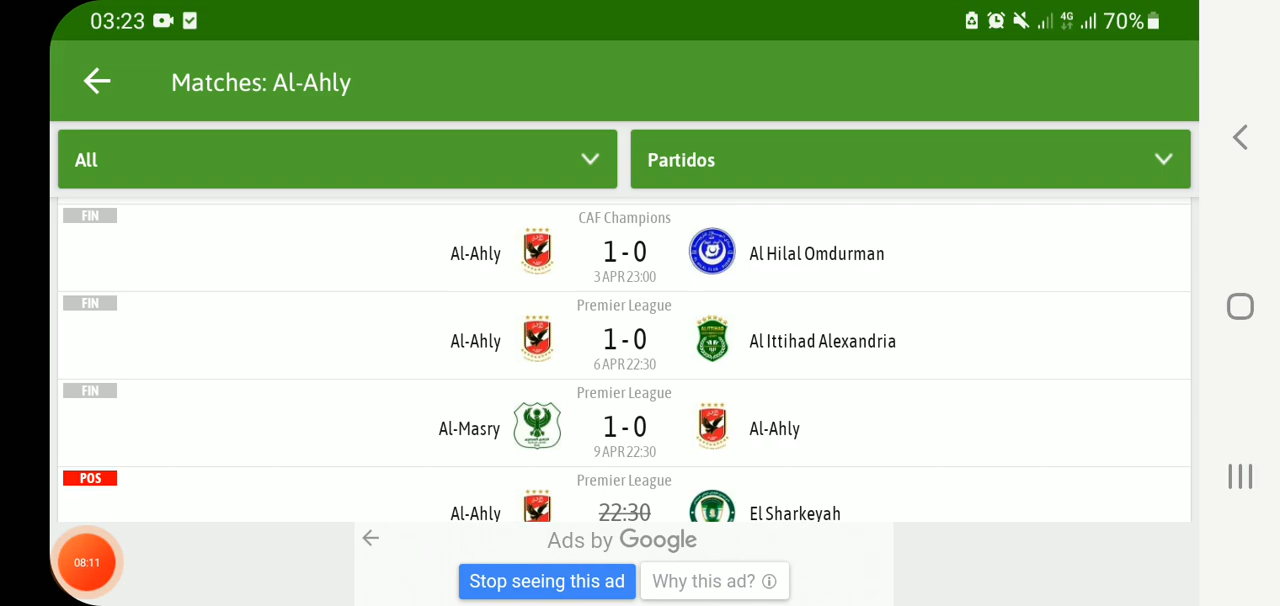 03:23 4G 70%
Matches: Al-Ahly
All Partidos
FIN CAF Champions
Al-Ahly 1 - 0 Al Hilal Omdurman
3 APR 23:00
FIN Premier League
Al-Ahly 1 - 0 Al Ittihad Alexandria
6 APR 22:30
FIN Premier League
Al-Masry 1 - 0 Al-Ahly
9 APR 22:30
POS Premier League
Al-Ahly 22:30 El Sharkeyah
Ads by Google
08:11 Stop seeing this ad Why this ad?